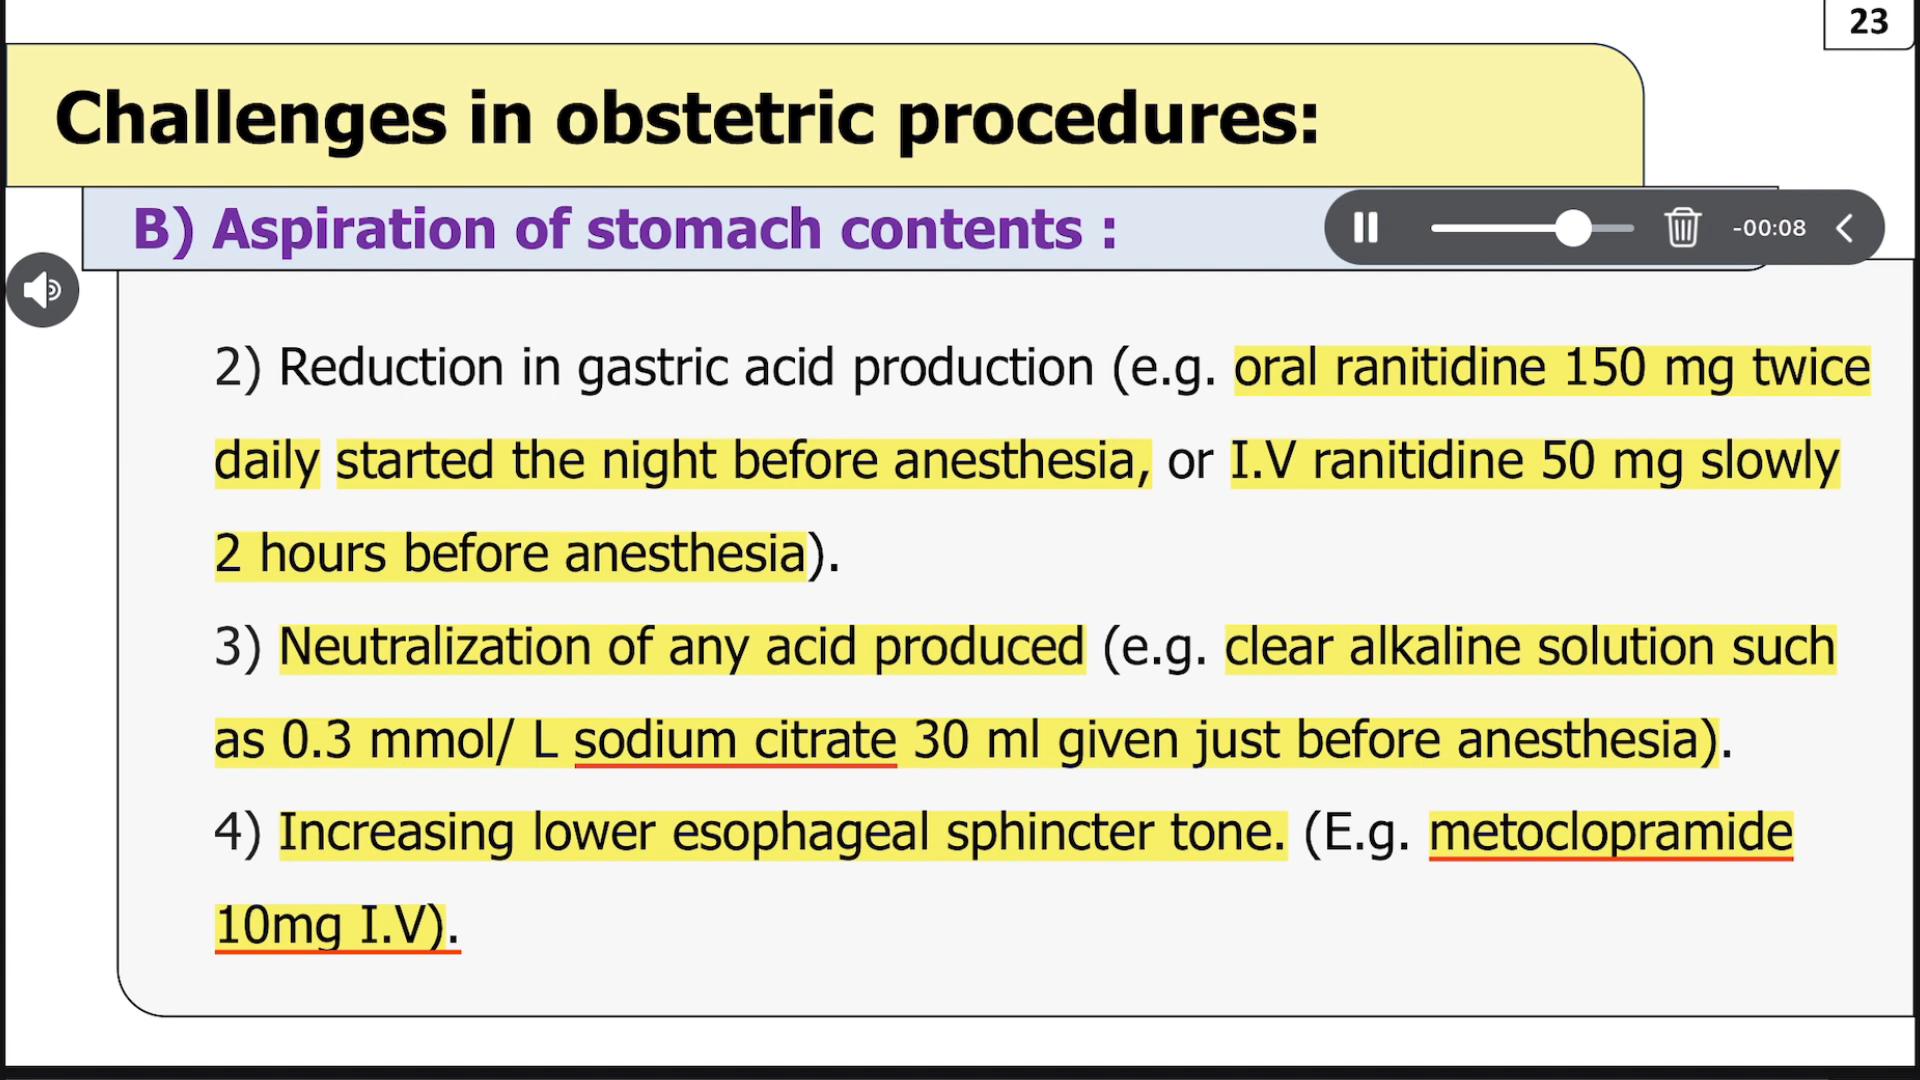 23
Challenges in obstetric procedures:
B) Aspiration of stomach contents :
-00:08
2) Reduction in gastric acid production (e.g. oral ranitidine 150 mg twice
daily started the night before anesthesia, or I.V ranitidine 50 mg slowly
2 hours before anesthesia).
3) Neutralization of any acid produced (e.g. clear alkaline solution such
as 0.3 mmol/ L sodium citrate 30 ml given just before anesthesia).
4) Increasing lower esophageal sphincter tone. (E.g. metoclopramide
10mg I.V).